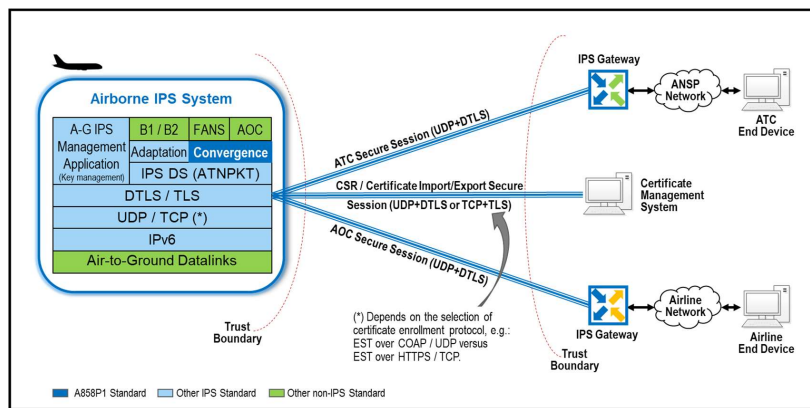 Airborne IPS System
A-G IPS
Management
Application
(Key management)
B1 / B2
FANS
AOC
Adaptation
Convergence
IPS DS (ATNPKT)
DTLS / TLS
UDP / TCP (*)
IPv6
Air-to-Ground Datalinks
Trust
Boundary
ATC Secure Session (UDP+DTLS)
CSR / Certificate Import/Export Secure
Session (UDP+DTLS or TCP+TLS)
AOC Secure Session (UDP+DTLS)
(*) Depends on the selection of
certificate enrollment protocol, e.g.:
EST over COAP / UDP versus
EST over HTTPS / TCP.
Trust
Boundary
IPS Gateway
ANSP
Network
ATC
End Device
Certificate
Management
System
IPS Gateway
Airline
Network
Airline
End Device
A858P1 Standard
Other IPS Standard
Other non-IPS Standard